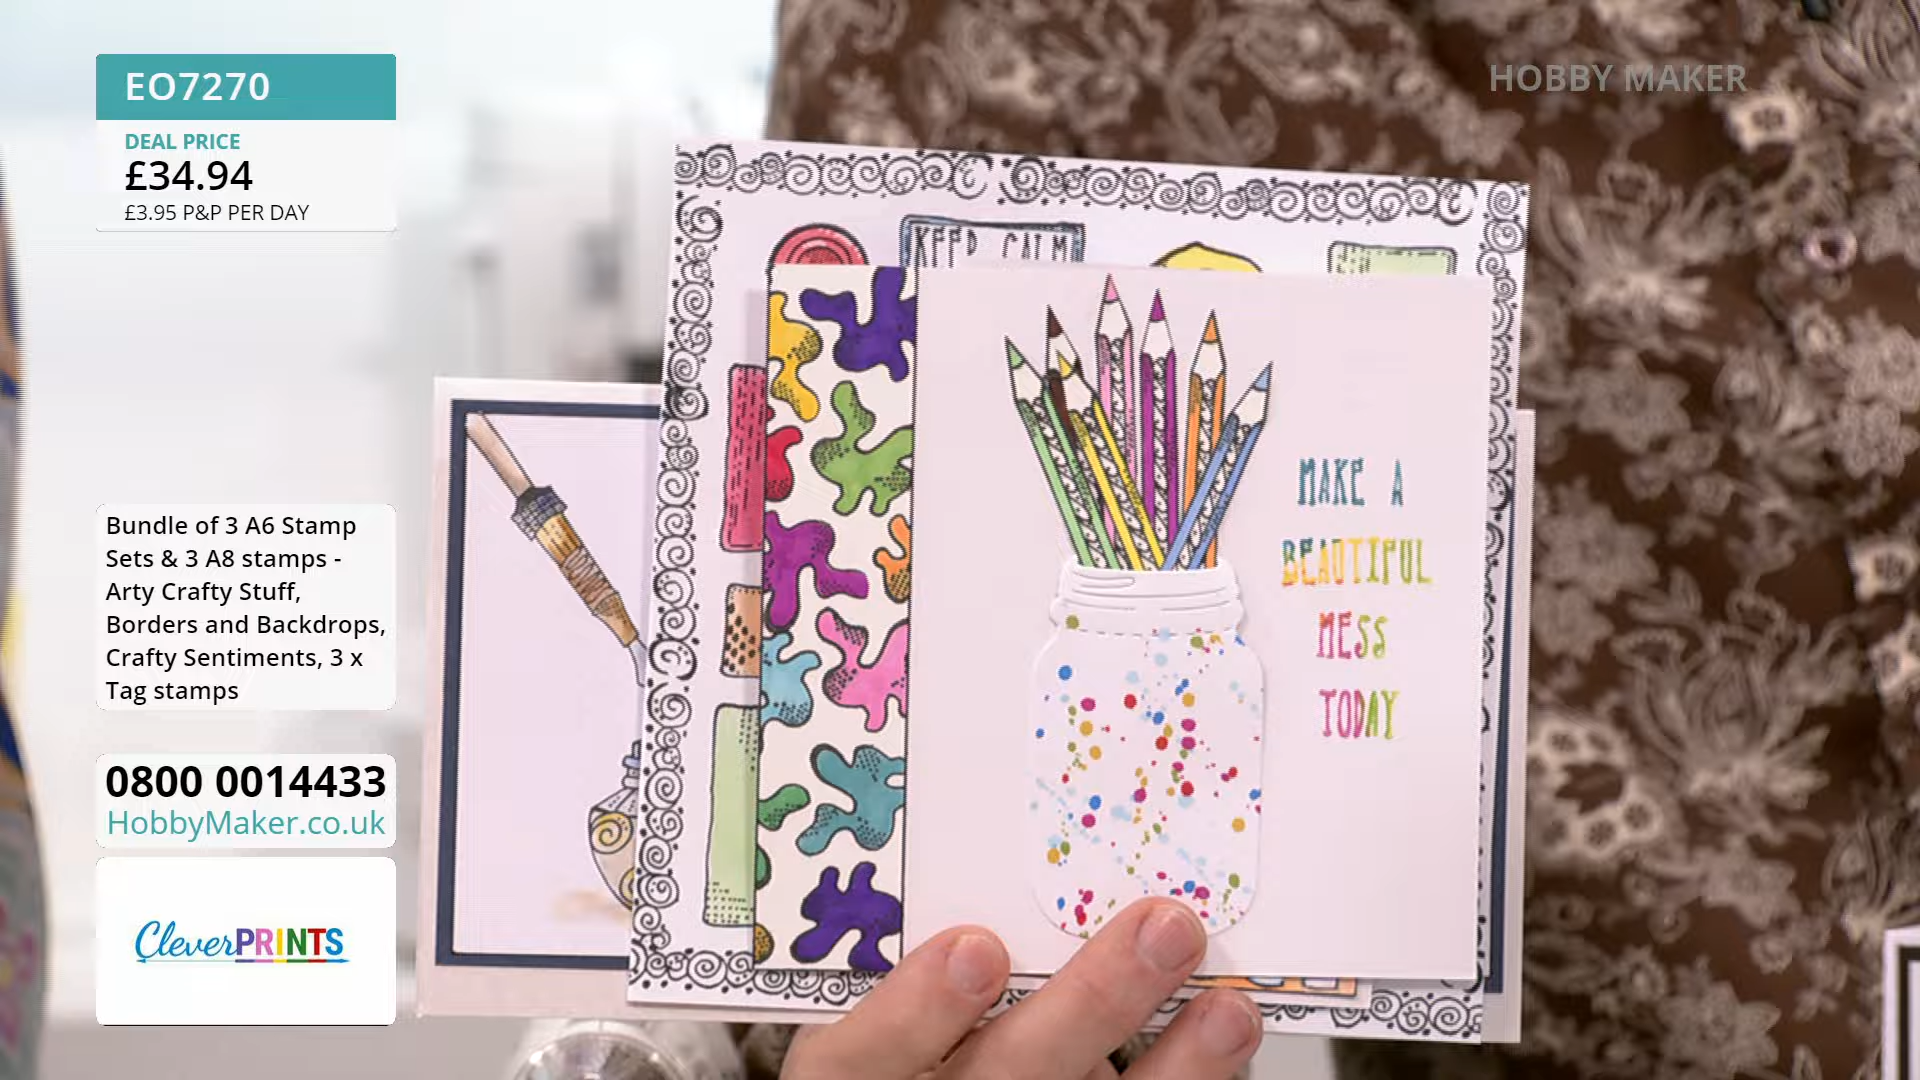 EO7270
DEAL PRICE
£34.94
£3.95 P&P PER DAY
HOBBY MAKER
KEEP CALM
MAKE A
BEAUTIFUL
MESS
TODAY
Bundle of 3 A6 Stamp
Sets & 3 A8 stamps -
Arty Crafty Stuff,
Borders and Backdrops,
Crafty Sentiments, 3 x
Tag stamps
0800 0014433
HobbyMaker.co.uk
CleverPRINTS